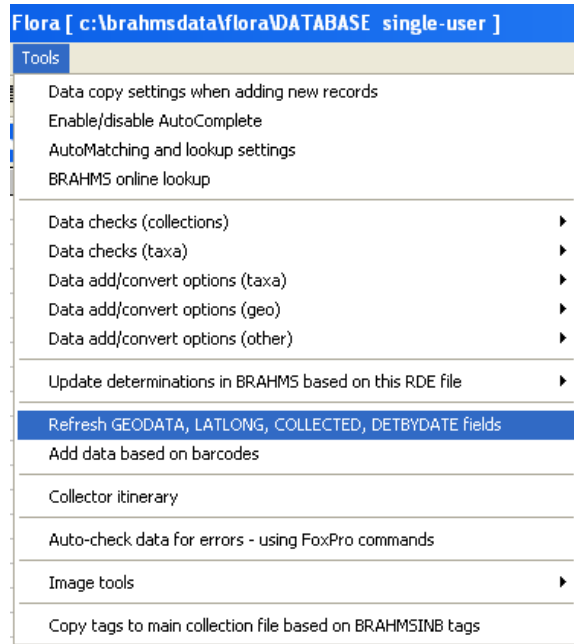 Flora [ c:\brahmsdata\flora\DATABASE single-user ]
Tools
Data copy settings when adding new records
Enable/disable AutoComplete
AutoMatching and lookup settings
BRAHMS online lookup
Data checks (collections)
Data checks (taxa)
Data add/convert options (taxa)
Data add/convert options (geo)
Data add/convert options (other)
Update determinations in BRAHMS based on this RDE file
Refresh GEODATA, LATLONG, COLLECTED, DETBYDATE fields
Add data based on barcodes
Collector itinerary
Auto-check data for errors - using FoxPro commands
Image tools
Copy tags to main collection file based on BRAHMSINB tags